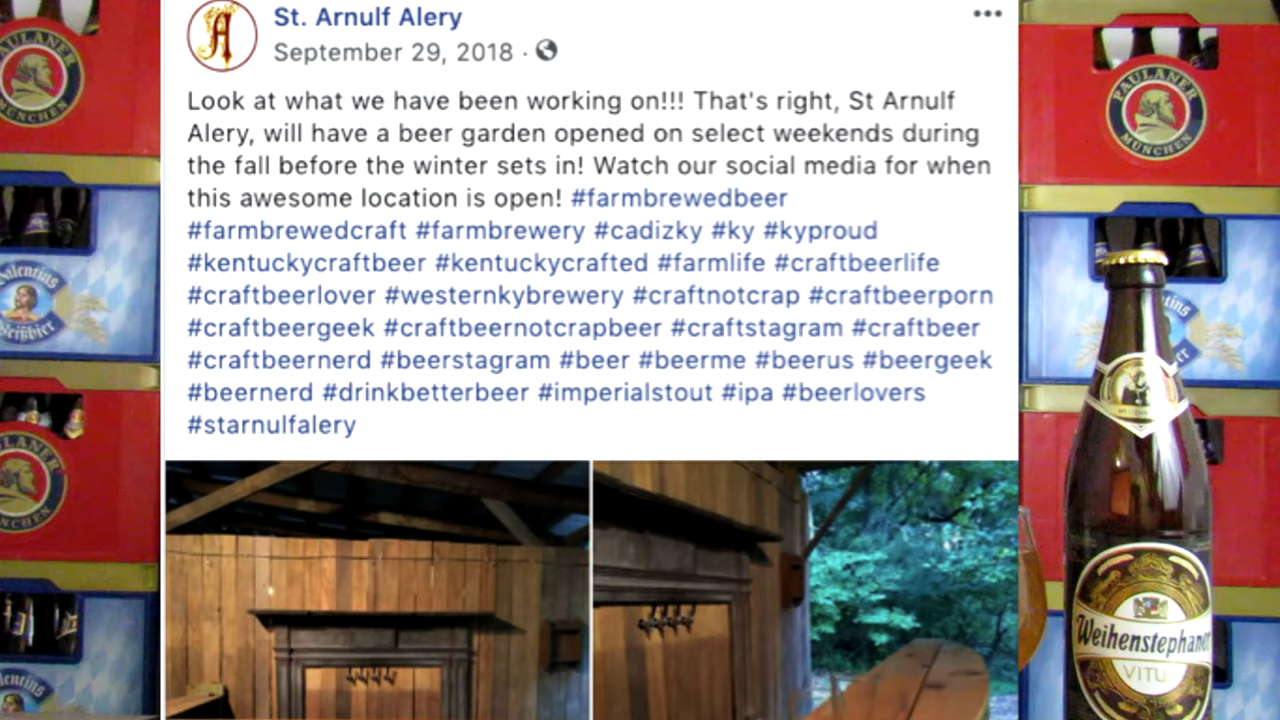 St. Arnulf Alery
September 29, 2018 ·
Look at what we have been working on!!! That's right, St Arnulf
Alery, will have a beer garden opened on select weekends during
the fall before the winter sets in! Watch our social media for when
this awesome location is open! #farmbrewedbeer
#farmbrewedcraft #farmbrewery #cadizky #ky #kyproud
#kentuckycraftbeer #kentuckycrafted #farmlife #craftbeerlife
#craftbeerlover #westernkybrewery #craftnotcrap #craftbeerporn
#craftbeergeek #craftbeernotcrapbeer #craftstagram #craftbeer
#craftbeernerd #beerstagram #beer #beerme #beerus #beergeek
#beernerd #drinkbetterbeer #imperialstout #ipa #beerlovers
#starnulfalery
A
PAULANER
MÜNCHEN
PAULANER
MÜNCHEN
Weihenstephaner
VITU